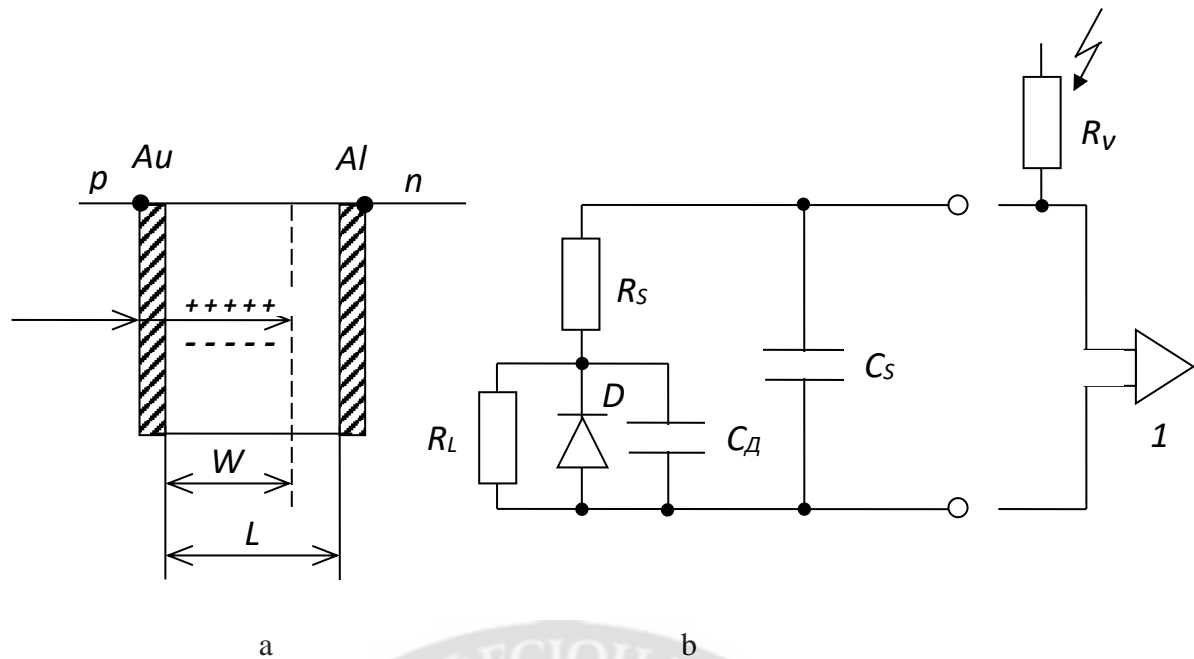 Au
Al
p
n
+ + + + +
- - - - -
W
L
a
R_V
R_S
C_S
D
R_L
C_Д
1
b